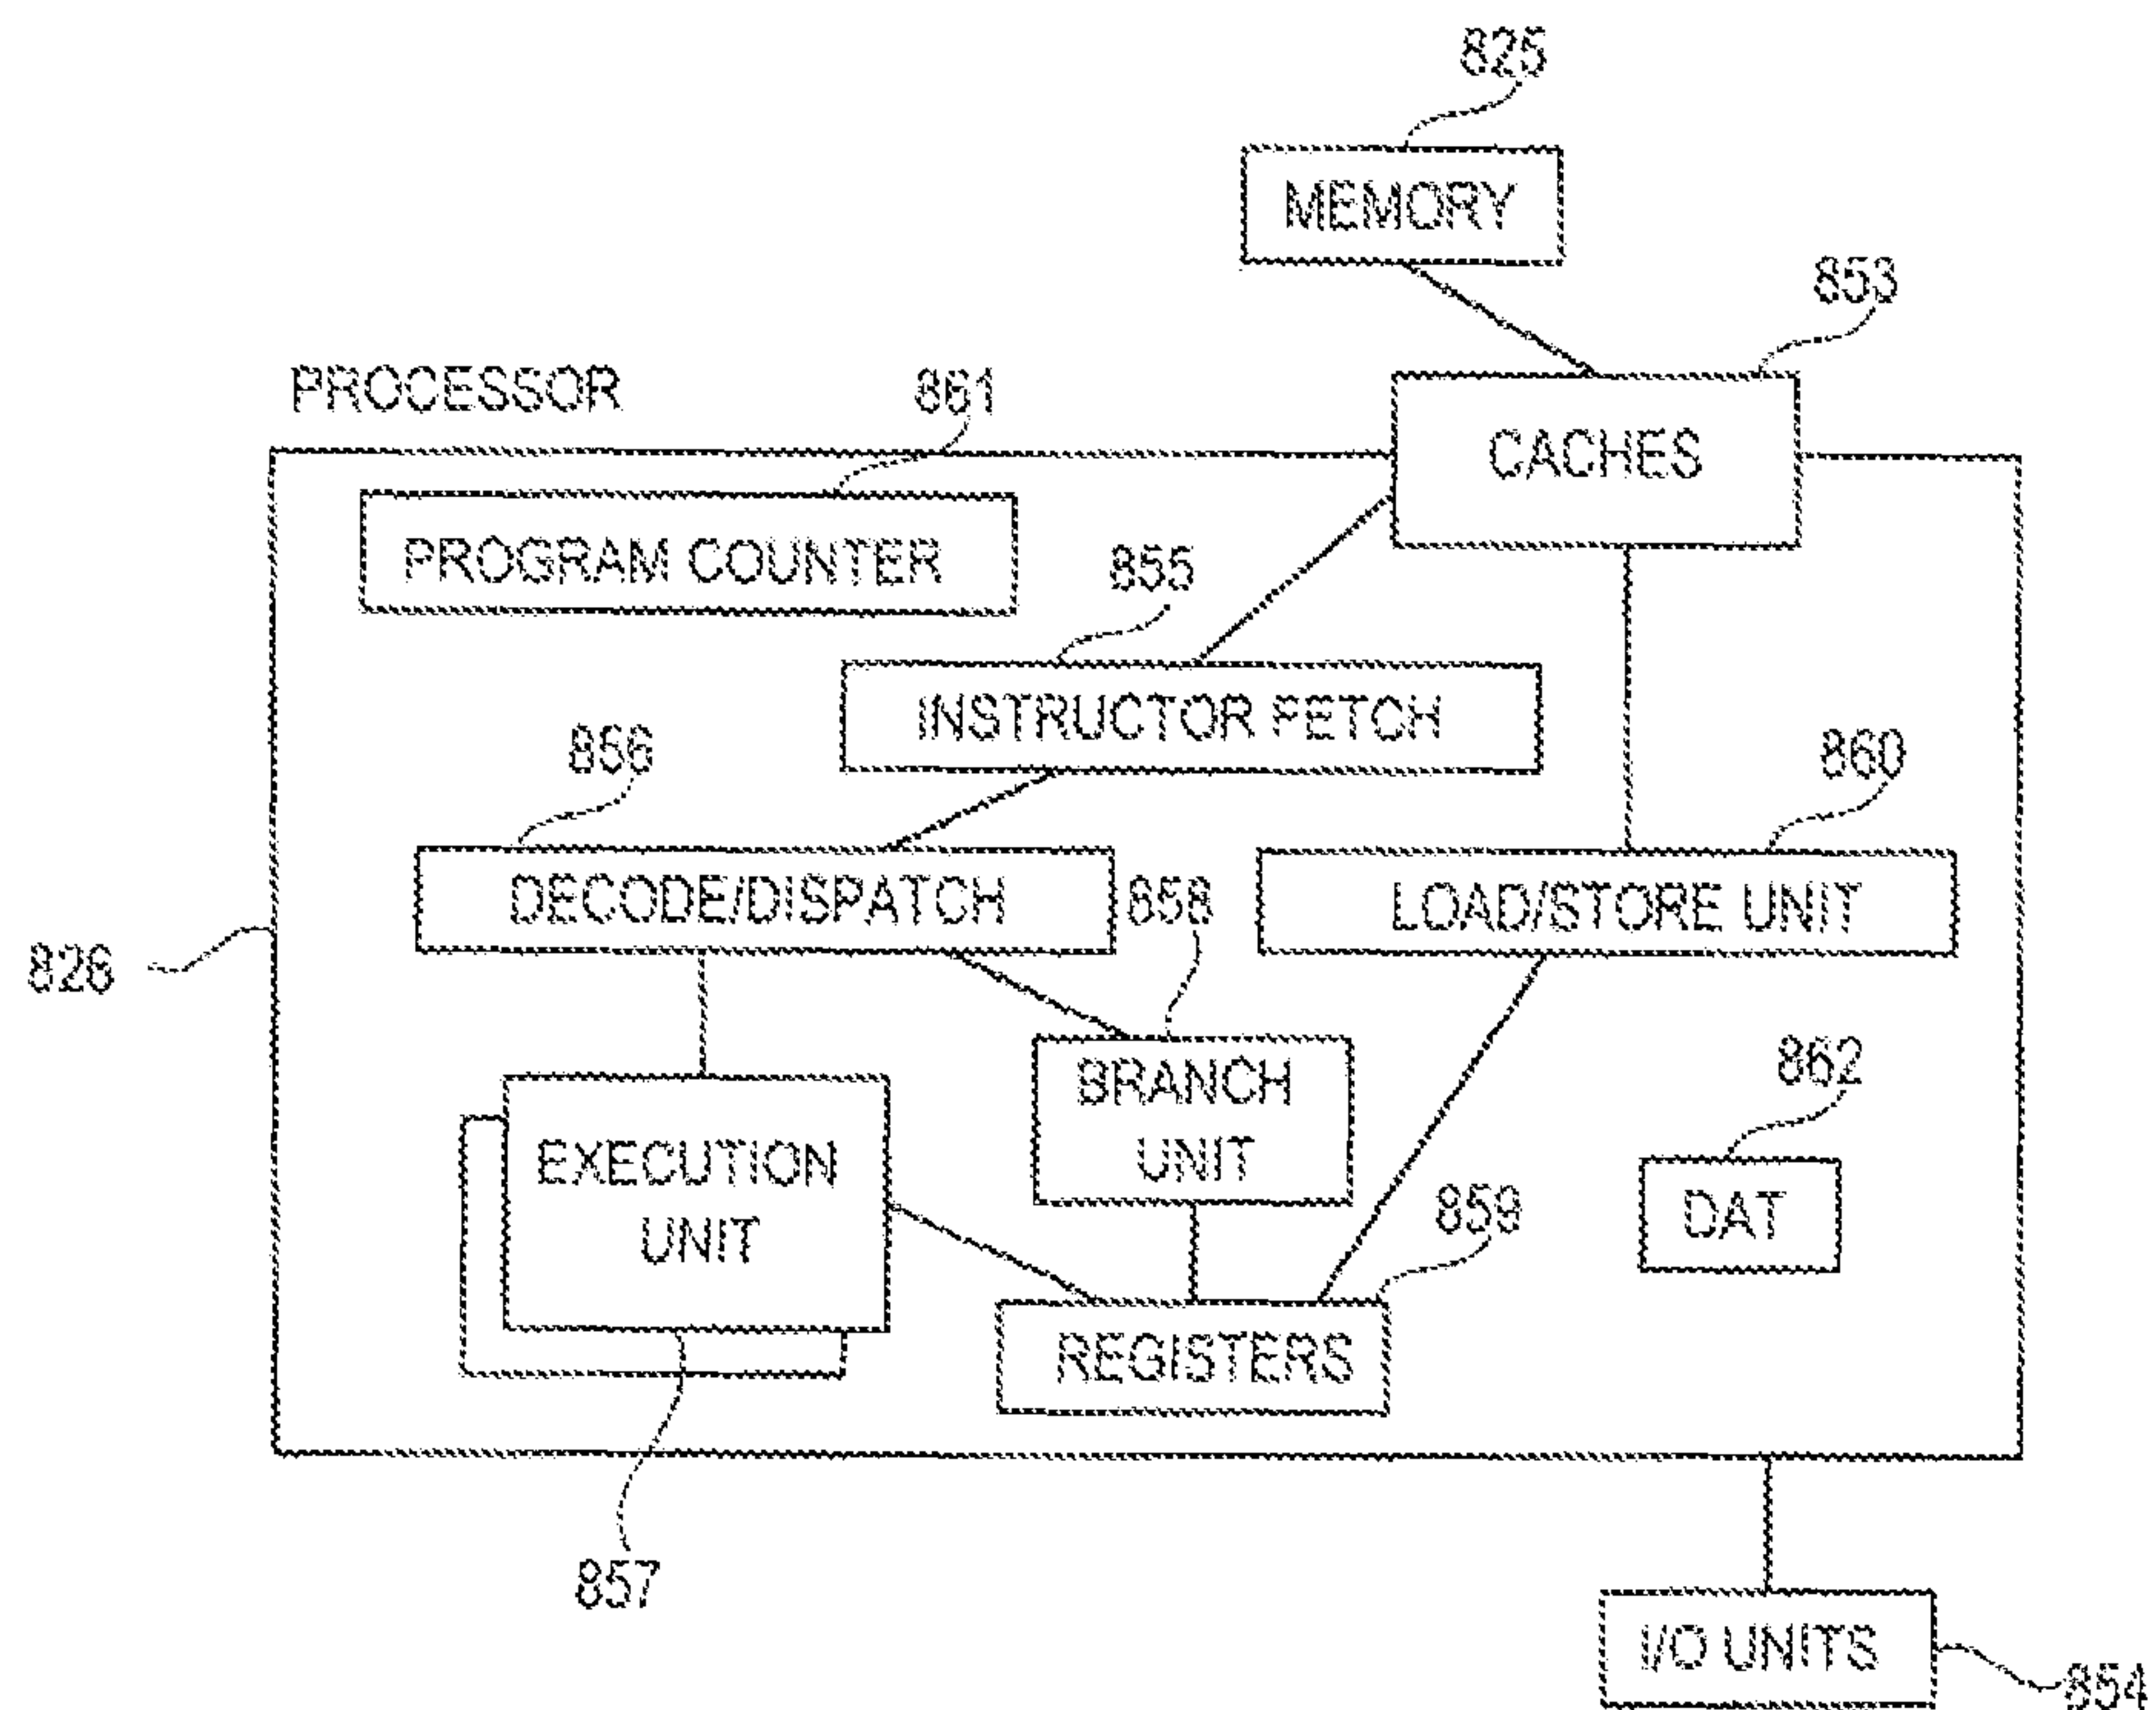 825
MEMORY
853
PROCESSOR
861
CACHES
PROGRAM COUNTER
855
INSTRUCTOR FETCH
856
860
DECODE/DISPATCH
858
LOAD/STORE UNIT
826
BRANCH
UNIT
862
EXECUTION
UNIT
859
DAT
REGISTERS
857
I/O UNITS
854